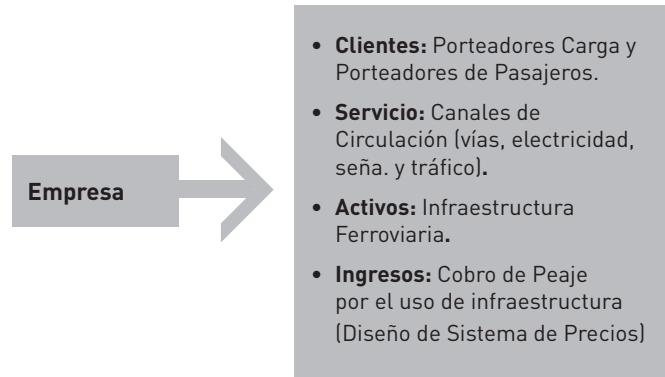 Empresa
• Clientes: Porteadores Carga y
Porteadores de Pasajeros.
• Servicio: Canales de
Circulación (vías, electricidad,
seña. y tráfico).
• Activos: Infraestructura
Ferroviaria.
• Ingresos: Cobro de Peaje
por el uso de infraestructura
(Diseño de Sistema de Precios)